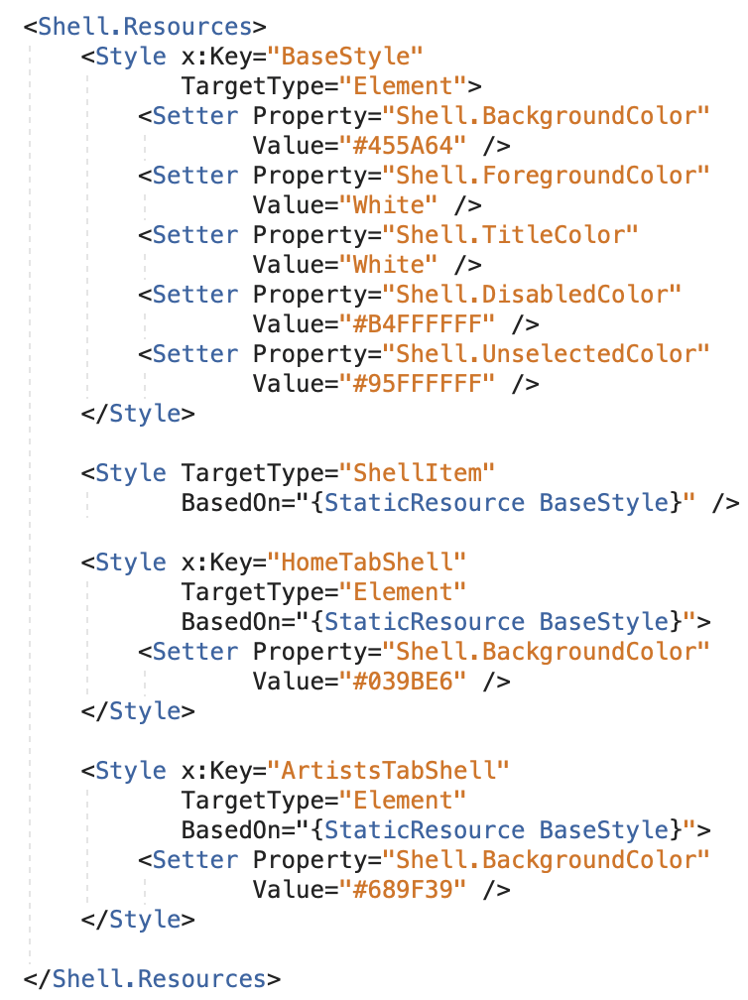 <Shell.Resources>
    <Style x:Key="BaseStyle"
           TargetType="Element">
        <Setter Property="Shell.BackgroundColor"
                Value="#455A64" />
        <Setter Property="Shell.ForegroundColor"
                Value="White" />
        <Setter Property="Shell.TitleColor"
                Value="White" />
        <Setter Property="Shell.DisabledColor"
                Value="#B4FFFFFF" />
        <Setter Property="Shell.UnselectedColor"
                Value="#95FFFFFF" />
    </Style>

    <Style TargetType="ShellItem"
           BasedOn="{StaticResource BaseStyle}" />

    <Style x:Key="HomeTabShell"
           TargetType="Element"
           BasedOn="{StaticResource BaseStyle}">
        <Setter Property="Shell.BackgroundColor"
                Value="#039BE6" />
    </Style>

    <Style x:Key="ArtistsTabShell"
           TargetType="Element"
           BasedOn="{StaticResource BaseStyle}">
        <Setter Property="Shell.BackgroundColor"
                Value="#689F39" />
    </Style>

</Shell.Resources>